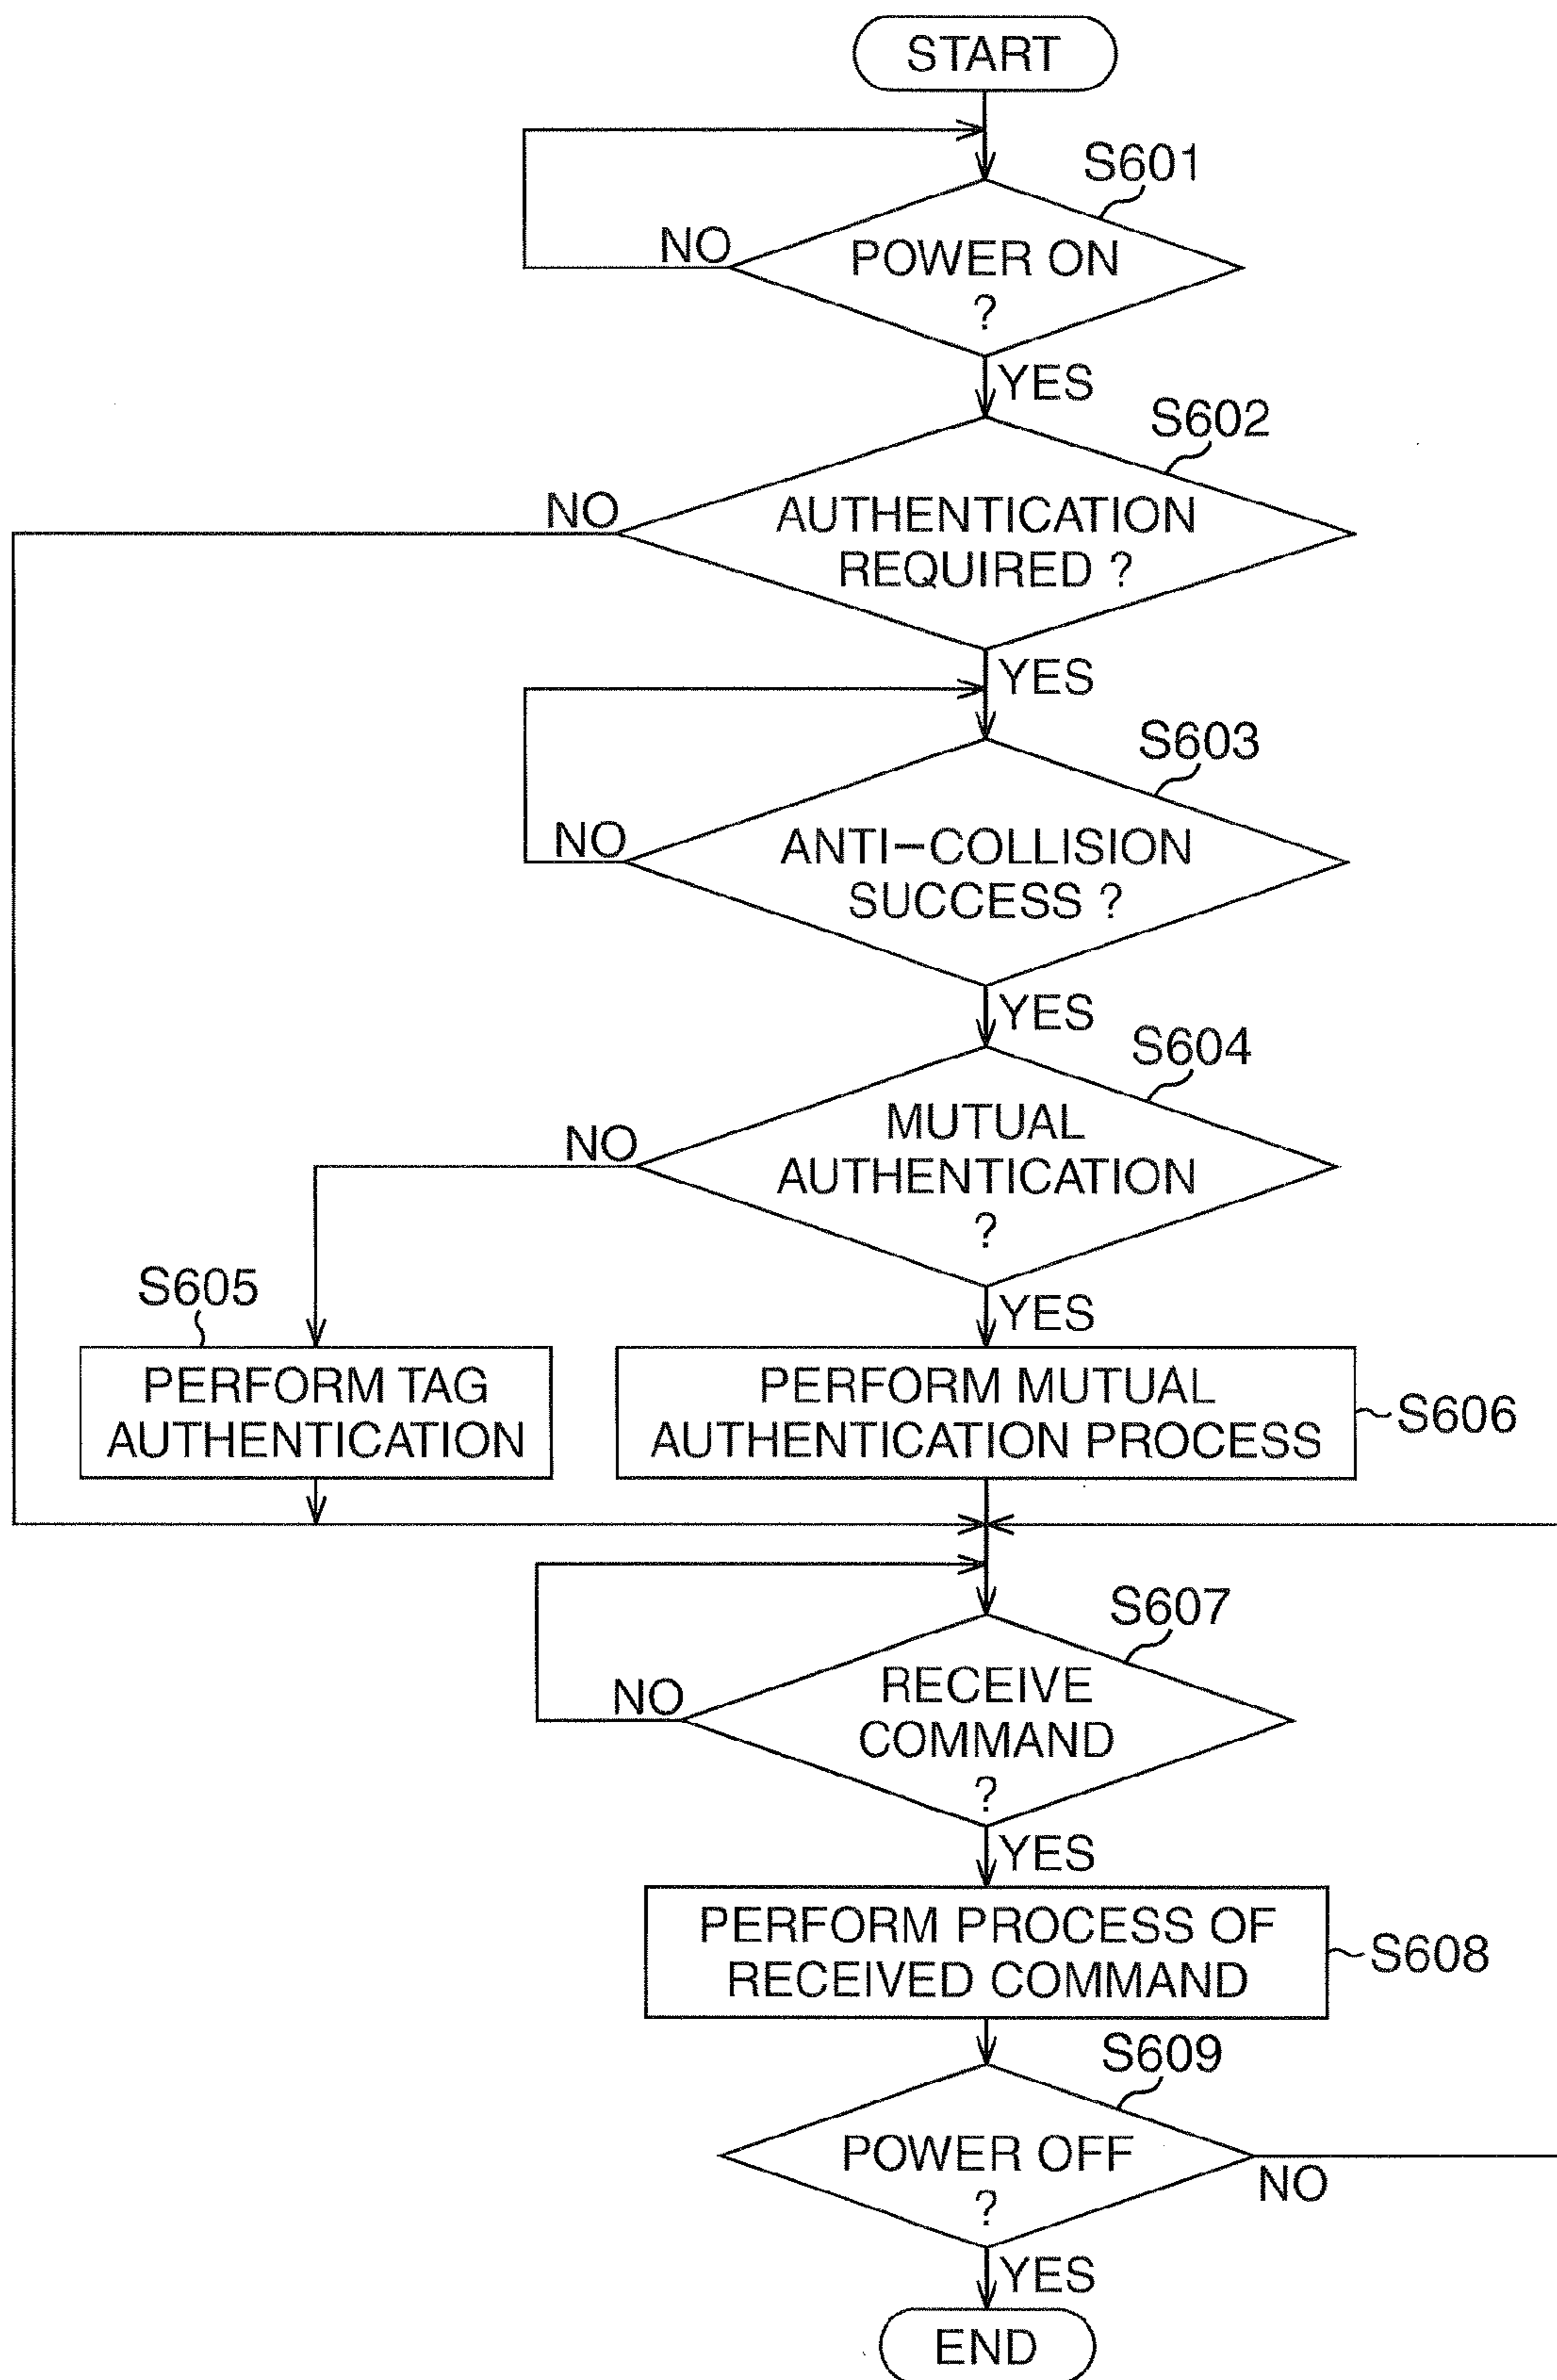 START
S601
NO
POWER ON
?
YES
S602
NO
AUTHENTICATION
REQUIRED ?
YES
S603
NO
ANTI-COLLISION
SUCCESS ?
YES
S604
NO
MUTUAL
AUTHENTICATION
?
YES
S605
PERFORM TAG
AUTHENTICATION
PERFORM MUTUAL
AUTHENTICATION PROCESS
S606
S607
NO
RECEIVE
COMMAND
?
YES
PERFORM PROCESS OF
RECEIVED COMMAND
S608
S609
POWER OFF
?
NO
YES
END